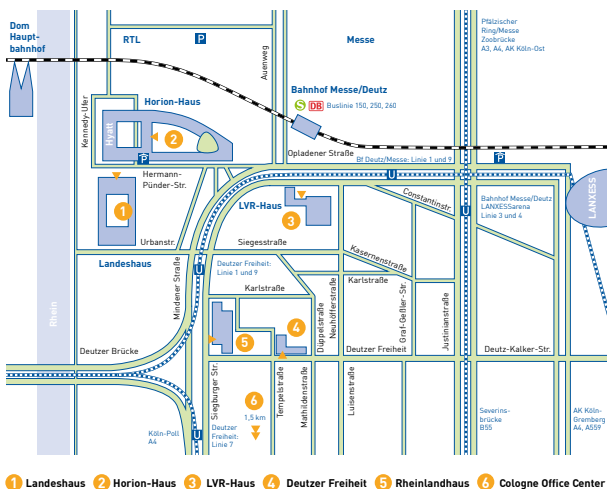 Dom
Haupt-
bahnhof
RTL
P
Auenweg
Messe
Pfälzischer
Ring/Messe
Zoobrücke
A3, A4, AK Köln-Ost
Bahnhof Messe/Deutz
S DB Buslinie 150, 250, 260
Kennedy-Ufer
Horion-Haus
Hyatt
2
P
Opladener Straße
Bf Deutz/Messe: Linie 1 und 9
P
U
Hermann-
Pünder-Str.
1
LVR-Haus
3
Constantinstr.
U
Bahnhof Messe/Deutz
LANXESSarena
Linie 3 und 4
LANXESS
Urbanstr.
Siegesstraße
Kasernenstraße
Landeshaus
U
Deutzer Freiheit:
Linie 1 und 9
Karlstraße
Karlstraße
Rhein
Mindener Straße
Düppelstraße
Neuhöfferstraße
Graf-Geßler-Str.
Justinianstraße
4
5
Deutzer Brücke
Deutzer Freiheit
Deutz-Kalker-Str.
Siegburger Str.
6
1,5 km
Tempelstraße
Mathildenstraße
Luisenstraße
Köln-Poll
A4
U
Deutzer
Freiheit:
Linie 7
Severins-
brücke
B55
AK Köln-
Gremberg
A4, A559
1 Landeshaus 2 Horion-Haus 3 LVR-Haus 4 Deutzer Freiheit 5 Rheinlandhaus 6 Cologne Office Center